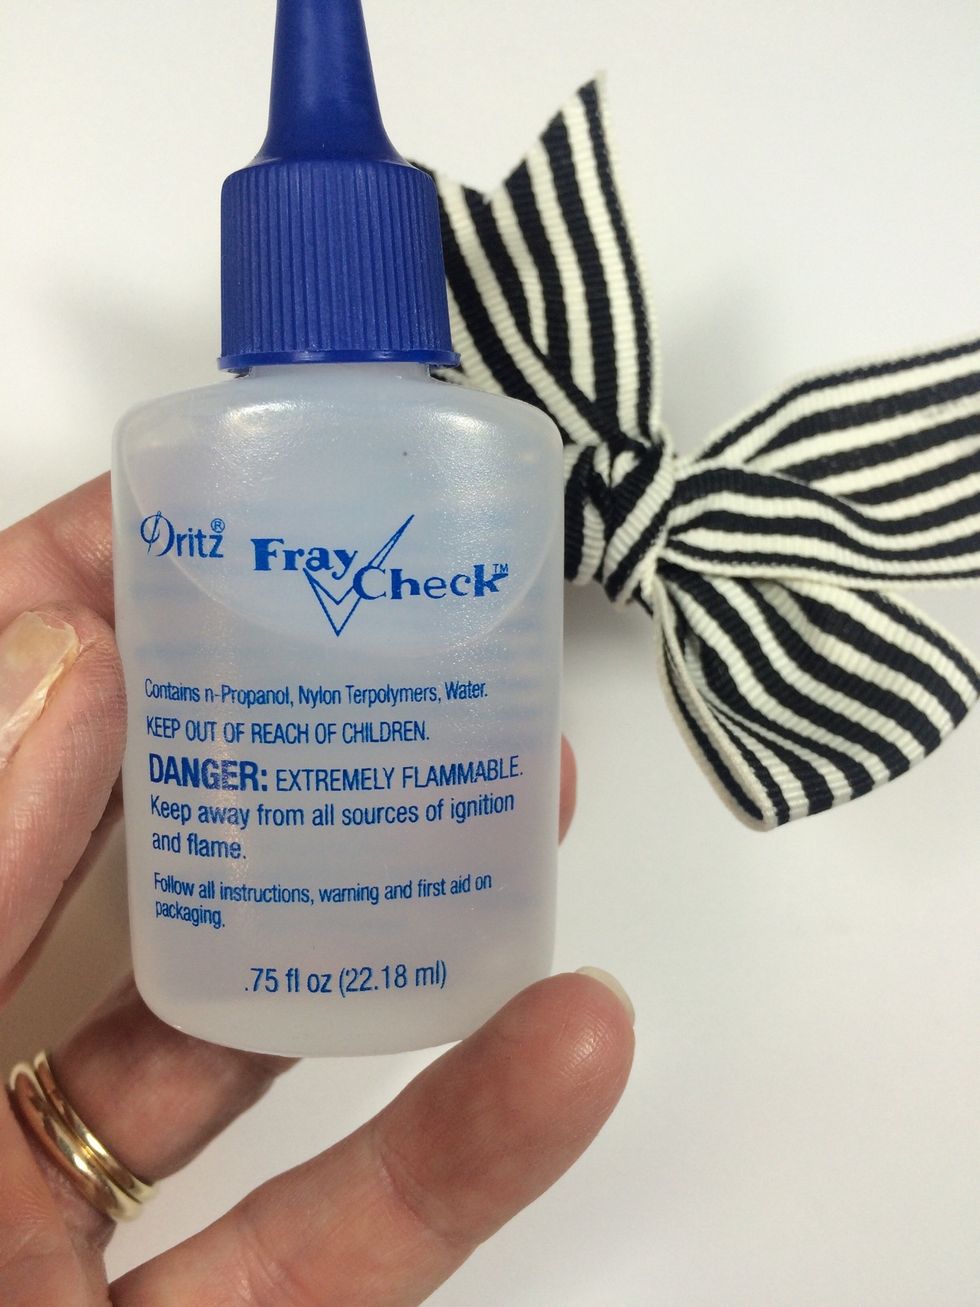 Dritz® Fray Check™
Contains n-Propanol, Nylon Terpolymers, Water.
KEEP OUT OF REACH OF CHILDREN.
DANGER: EXTREMELY FLAMMABLE.
Keep away from all sources of ignition
and flame.
Follow all instructions, warning and first aid on
packaging.
.75 fl oz (22.18 ml)